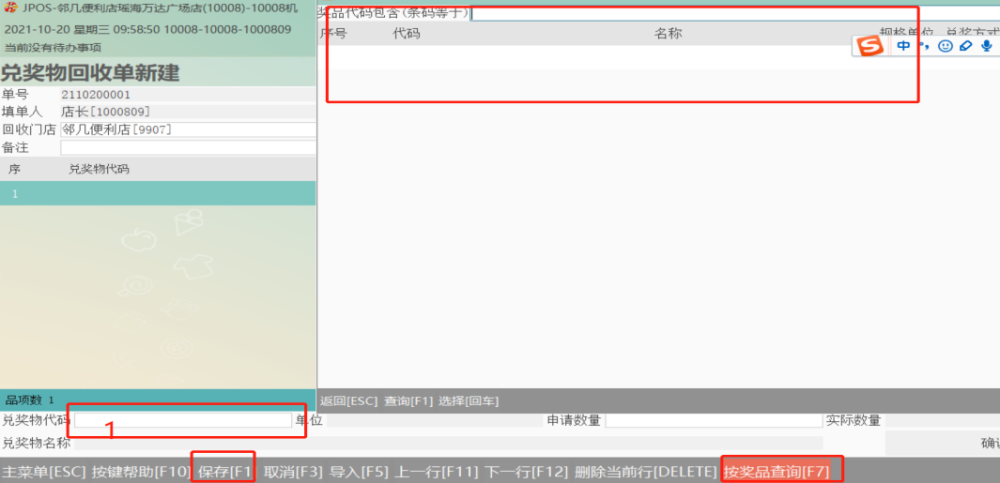 JPOS-邻几便利店瑶海万达广场店(10008)-10008机
2021-10-20 星期三 09:58:50 10008-10008-1000809
当前没有待办事项
兑奖物回收单新建
单号 2110200001
填单人 店长[1000809]
回收门店 邻几便利店[9907]
备注
序 兑奖物代码
1
品项数 1
奖品代码包含(条码等于)
序号 代码 名称 规格单位 兑奖方式
S 中
返回[ESC] 查询[F1] 选择[回车]
兑奖物代码 1 单位 申请数量 实际数量
兑奖物名称 确认
主菜单[ESC] 按键帮助[F10] 保存[F1] 取消[F3] 导入[F5] 上一行[F11] 下一行[F12] 删除当前行[DELETE] 按奖品查询[F7]